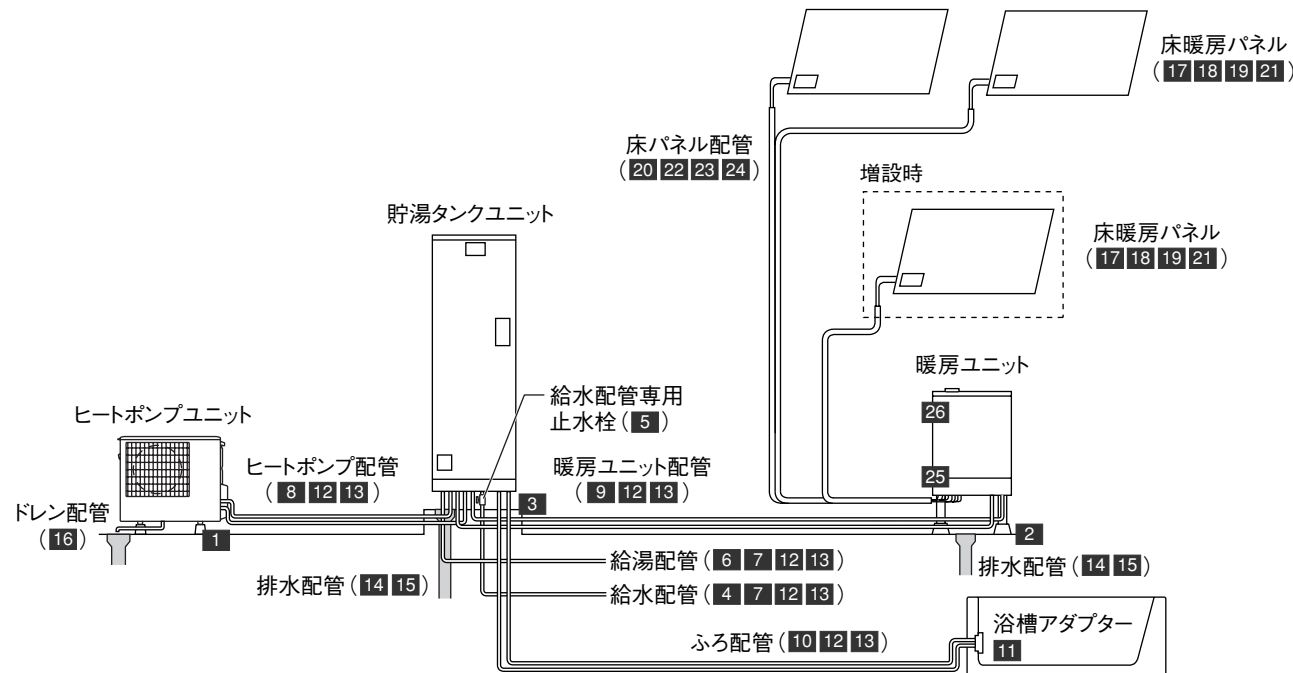 床暖房パネル
(17 18 19 21)
床パネル配管
(20 22 23 24)
増設時
床暖房パネル
(17 18 19 21)
貯湯タンクユニット
暖房ユニット
26
25
給水配管専用
止水栓(5)
ヒートポンプユニット
ヒートポンプ配管
(8 12 13)
暖房ユニット配管
(9 12 13)
3
ドレン配管
(16)
1
2
給湯配管(6 7 12 13)
排水配管(14 15)
排水配管(14 15)
給水配管(4 7 12 13)
ふろ配管(10 12 13)
浴槽アダプター
11